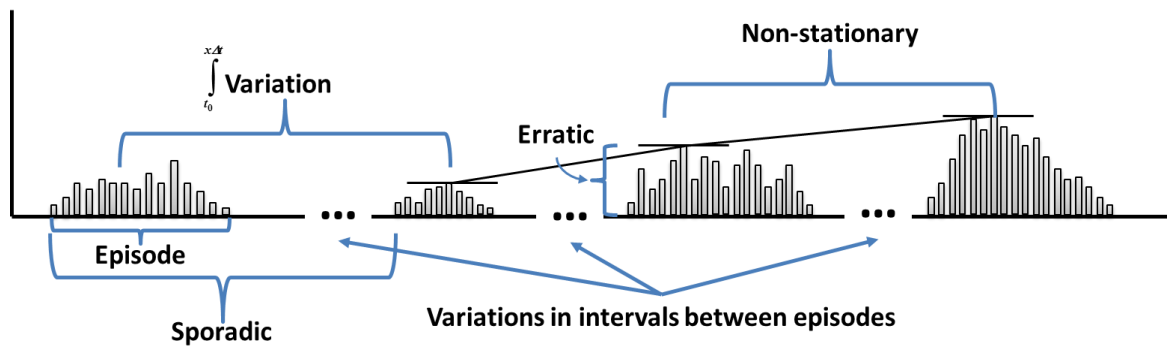 Non-stationary
xΔt
∫ Variation
t₀
Erratic
...
...
...
Episode
Sporadic
Variations in intervals between episodes